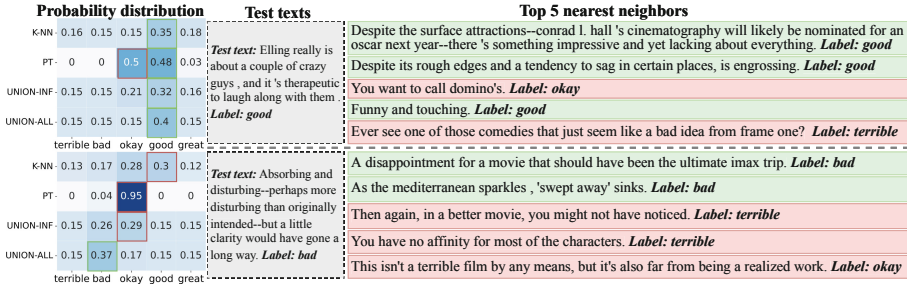 Probability distribution
Test texts
Top 5 nearest neighbors
K-NN 0.16 0.15 0.15 0.35 0.18
PT 0 0 0.5 0.48 0.03
UNION-INF 0.15 0.15 0.21 0.32 0.16
UNION-ALL 0.15 0.15 0.15 0.4 0.15
terrible bad okay good great
Test text: Elling really is
about a couple of crazy
guys , and it 's therapeutic
to laugh along with them .
Label: good
Despite the surface attractions--conrad l. hall 's cinematography will likely be nominated for an
oscar next year--there 's something impressive and yet lacking about everything. Label: good
Despite its rough edges and a tendency to sag in certain places, is engrossing. Label: good
You want to call domino's. Label: okay
Funny and touching. Label: good
Ever see one of those comedies that just seem like a bad idea from frame one? Label: terrible
K-NN 0.13 0.17 0.28 0.3 0.12
PT 0 0.04 0.95 0 0
UNION-INF 0.15 0.26 0.29 0.15 0.15
UNION-ALL 0.15 0.37 0.17 0.15 0.15
terrible bad okay good great
Test text: Absorbing and
disturbing--perhaps more
disturbing than originally
intended--but a little
clarity would have gone a
long way. Label: bad
A disappointment for a movie that should have been the ultimate imax trip. Label: bad
As the mediterranean sparkles , 'swept away' sinks. Label: bad
Then again, in a better movie, you might not have noticed. Label: terrible
You have no affinity for most of the characters. Label: terrible
This isn't a terrible film by any means, but it's also far from being a realized work. Label: okay